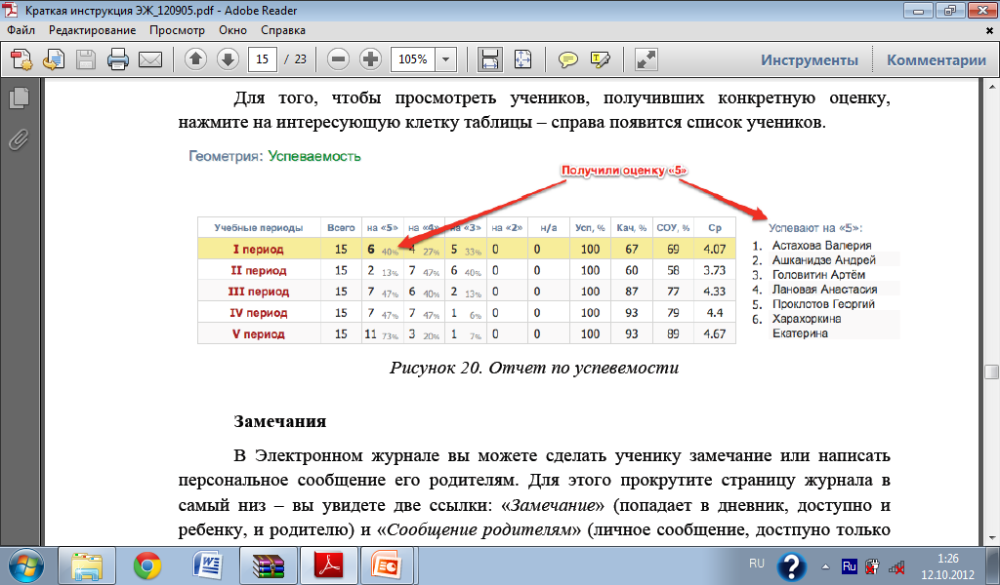 Краткая инструкция ЭЖ_120905.pdf - Adobe Reader
Файл Редактирование Просмотр Окно Справка
15 / 23 105% Инструменты Комментарии
Для того, чтобы просмотреть учеников, получивших конкретную оценку,
нажмите на интересующую клетку таблицы – справа появится список учеников.
Геометрия: Успеваемость
Получили оценку «5»
Учебные периоды Всего на «5» на «4» на «3» на «2» н/а Усп, % Кач, % СОУ, % Ср
I период 15 6 40% 4 27% 5 33% 0 0 100 67 69 4.07
II период 15 2 13% 7 47% 6 40% 0 0 100 60 58 3.73
III период 15 7 47% 6 40% 2 13% 0 0 100 87 77 4.33
IV период 15 7 47% 7 47% 1 6% 0 0 100 93 79 4.4
V период 15 11 73% 3 20% 1 7% 0 0 100 93 89 4.67
Успевают на «5»:
1. Астахова Валерия
2. Ашканидзе Андрей
3. Головитин Артём
4. Лановая Анастасия
5. Проклотов Георгий
6. Харахоркина
Екатерина
Рисунок 20. Отчет по успевемости
Замечания
В Электронном журнале вы можете сделать ученику замечание или написать
персональное сообщение его родителям. Для этого прокрутите страницу журнала в
самый низ – вы увидете две ссылки: «Замечание» (попадает в дневник, доступно и
ребенку, и родителю) и «Сообщение родителям» (личное сообщение, достпуно только
RU Ru 1:26
12.10.2012